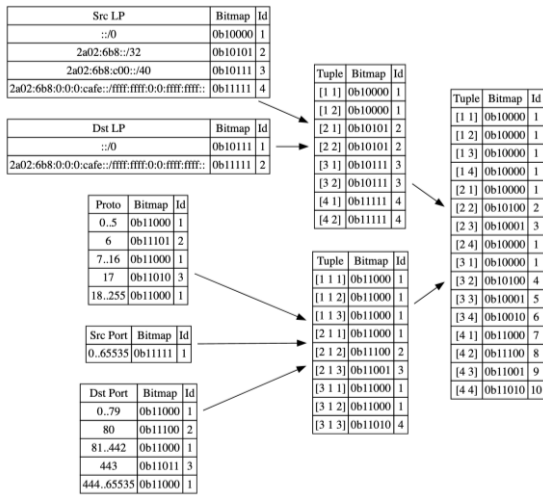 Src LP Bitmap Id
::/0 0b10000 1
2a02:6b8::/32 0b10101 2
2a02:6b8:c00::/40 0b10111 3
2a02:6b8:0:0:0:cafe::/ffff:ffff:0:0:ffff:ffff:: 0b11111 4
Dst LP Bitmap Id
::/0 0b10111 1
2a02:6b8:0:0:0:cafe::/ffff:ffff:0:0:ffff:ffff:: 0b11111 2
Proto Bitmap Id
0..5 0b11000 1
6 0b11101 2
7..16 0b11000 1
17 0b11010 3
18..255 0b11000 1
Src Port Bitmap Id
0..65535 0b11111 1
Dst Port Bitmap Id
0..79 0b11000 1
80 0b11100 2
81..442 0b11000 1
443 0b11011 3
444..65535 0b11000 1
Tuple Bitmap Id
[1 1] 0b10000 1
[1 2] 0b10000 1
[2 1] 0b10101 2
[2 2] 0b10101 2
[3 1] 0b10111 3
[3 2] 0b10111 3
[4 1] 0b11111 4
[4 2] 0b11111 4
Tuple Bitmap Id
[1 1 1] 0b11000 1
[1 1 2] 0b11000 1
[1 1 3] 0b11000 1
[2 1 1] 0b11000 1
[2 1 2] 0b11100 2
[2 1 3] 0b11001 3
[3 1 1] 0b11000 1
[3 1 2] 0b11000 1
[3 1 3] 0b11010 4
Tuple Bitmap Id
[1 1] 0b10000 1
[1 2] 0b10000 1
[1 3] 0b10000 1
[1 4] 0b10000 1
[2 1] 0b10000 1
[2 2] 0b10100 2
[2 3] 0b10001 3
[2 4] 0b10000 1
[3 1] 0b10000 1
[3 2] 0b10100 4
[3 3] 0b10001 5
[3 4] 0b10010 6
[4 1] 0b11000 7
[4 2] 0b11100 8
[4 3] 0b11001 9
[4 4] 0b11010 10